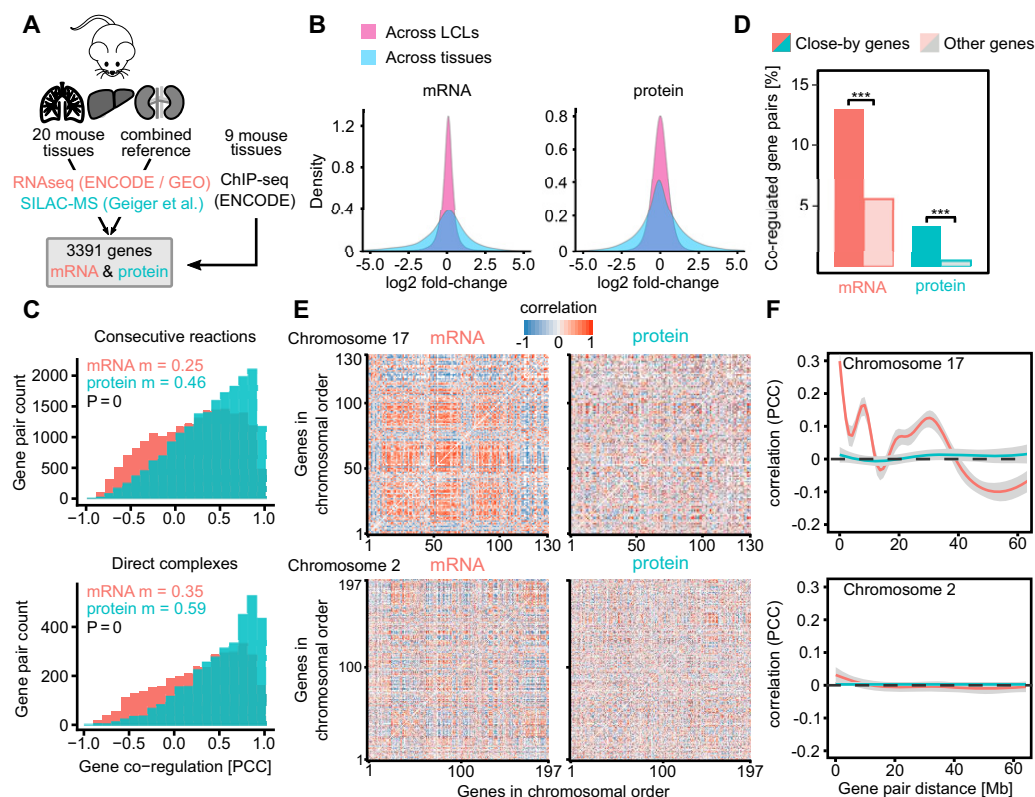 A
20 mouse tissues
combined reference
9 mouse tissues
RNAseq (ENCODE / GEO)
SILAC-MS (Geiger et al.)
ChIP-seq (ENCODE)
3391 genes
mRNA & protein
B
Across LCLs
Across tissues
mRNA
protein
Density
1.2
0.8
0.4
0
-5.0 -2.5 0 2.5 5.0
log2 fold-change
0.8
0.6
0.4
0.2
0
-5.0 -2.5 0 2.5 5.0
log2 fold-change
D
Close-by genes
Other genes
Co-regulated gene pairs [%]
15
10
5
***
***
mRNA
protein
C
Consecutive reactions
mRNA m = 0.25
protein m = 0.46
P = 0
Gene pair count
2000
1500
1000
500
0
−1.0 −0.5 0.0 0.5 1.0
Direct complexes
mRNA m = 0.35
protein m = 0.59
P = 0
Gene pair count
400
200
0
−1.0 −0.5 0.0 0.5 1.0
Gene co−regulation [PCC]
E
correlation
-1 0 1
Chromosome 17
mRNA
protein
Genes in
chromosomal order
130
100
50
1
1 50 100 130
1 50 100 130
Chromosome 2
mRNA
protein
Genes in
chromosomal order
197
100
1
1 100 197
1 100 197
Genes in chromosomal order
F
Chromosome 17
correlation (PCC)
0.3
0.2
0.1
0
-0.1
-0.2
0 20 40 60
Chromosome 2
correlation (PCC)
0.3
0.2
0.1
0
-0.1
-0.2
0 20 40 60
Gene pair distance [Mb]